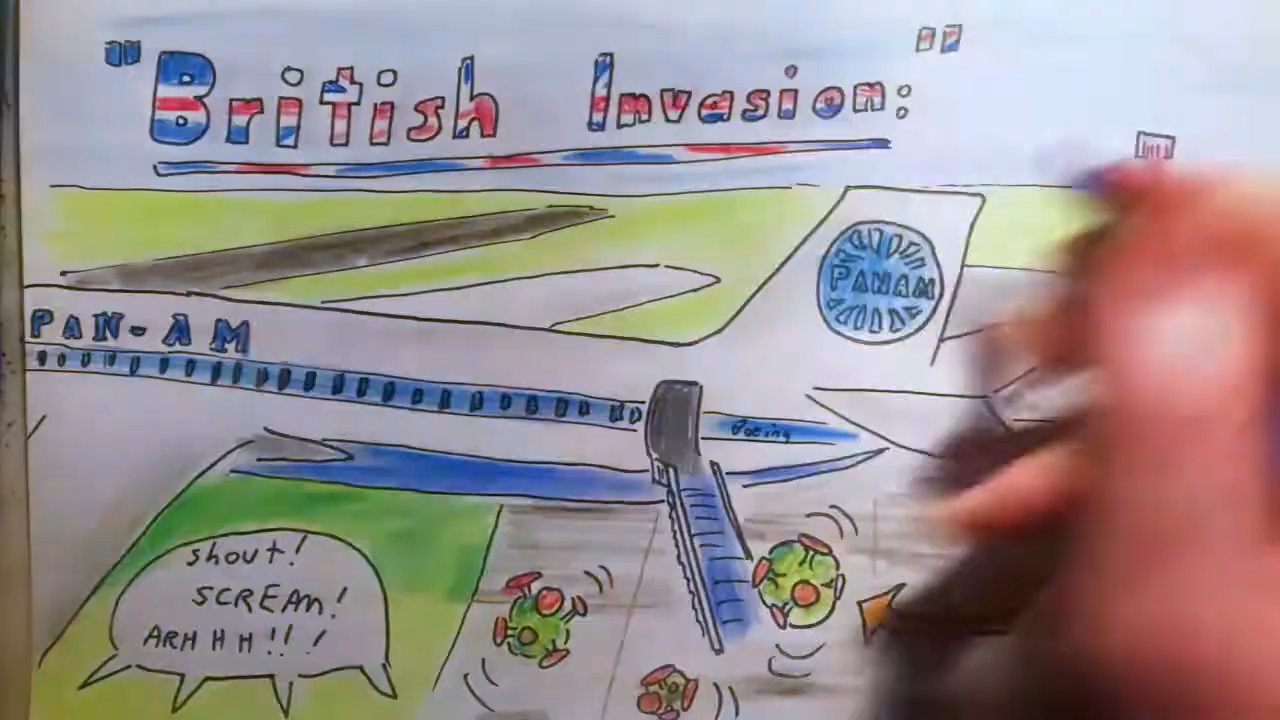 "British Invasion:"
PANAM
PAN-AM
Boeing
shout!
SCREAM!
ARHHH!!!